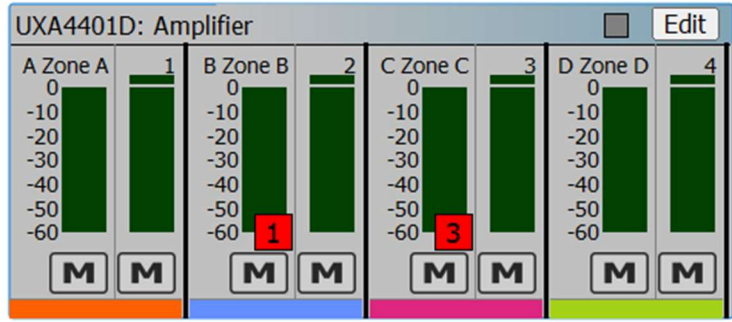 UXA4401D: Amplifier Edit
A Zone A 1 B Zone B 2 C Zone C 3 D Zone D 4
0 0 0 0
-10 -10 -10 -10
-20 -20 -20 -20
-30 -30 -30 -30
-40 -40 -40 -40
-50 -50 -50 -50
-60 -60 1 -60 3 -60
M M M M M M M M